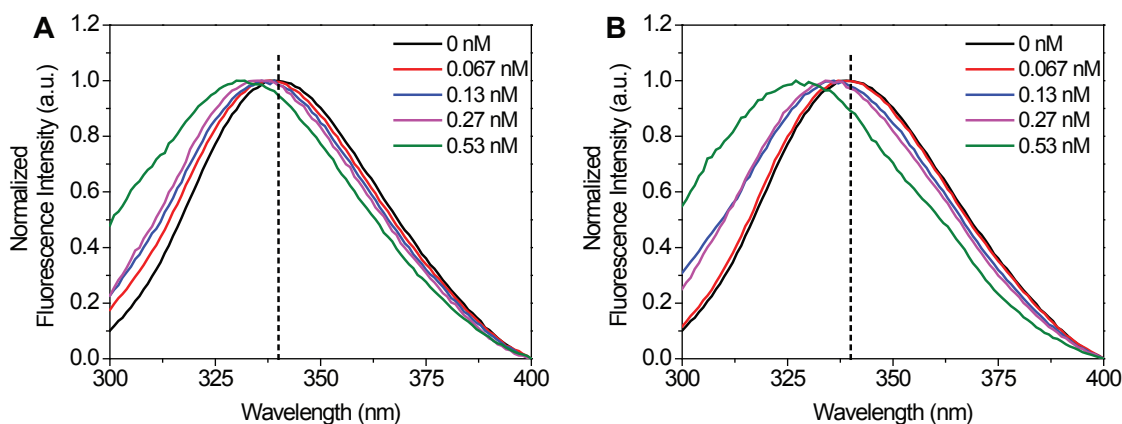 A
Normalized
Fluorescence Intensity (a.u.)
1.2
1.0
0.8
0.6
0.4
0.2
0.0
0 nM
0.067 nM
0.13 nM
0.27 nM
0.53 nM
300
325
350
375
400
Wavelength (nm)
B
Normalized
Fluorescence Intensity (a.u.)
1.2
1.0
0.8
0.6
0.4
0.2
0.0
0 nM
0.067 nM
0.13 nM
0.27 nM
0.53 nM
300
325
350
375
400
Wavelength (nm)